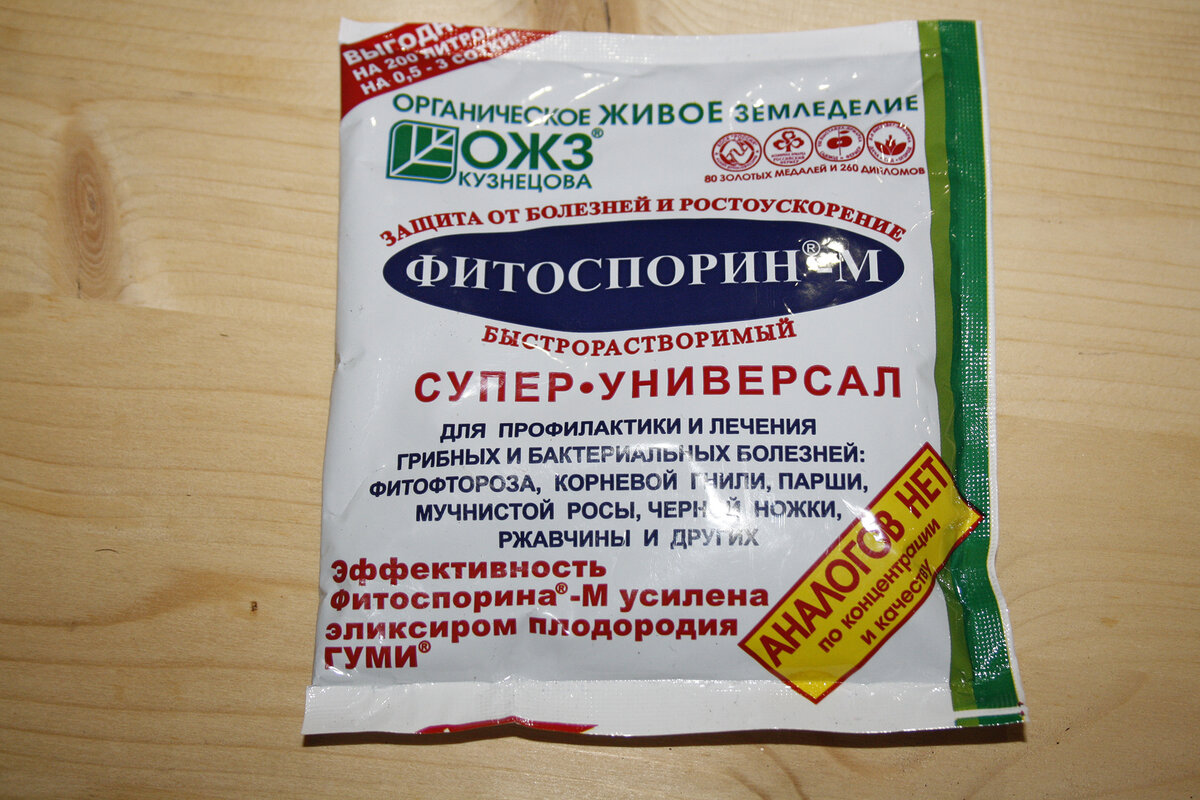 ВЫГОДНО
НА 200 ЛИТРОВ
НА 0,5 - 3 СОТКИ!
ОРГАНИЧЕСКОЕ ЖИВОЕ ЗЕМЛЕДЕЛИЕ
ОЖЗ®
КУЗНЕЦОВА
80 ЗОЛОТЫХ МЕДАЛЕЙ И 260 ДИПЛОМОВ
ЗАЩИТА ОТ БОЛЕЗНЕЙ И РОСТОУСКОРЕНИЕ
ФИТОСПОРИН®-М
БЫСТРОРАСТВОРИМЫЙ
СУПЕР•УНИВЕРСАЛ
ДЛЯ ПРОФИЛАКТИКИ И ЛЕЧЕНИЯ
ГРИБНЫХ И БАКТЕРИАЛЬНЫХ БОЛЕЗНЕЙ:
ФИТОФТОРОЗА, КОРНЕВОЙ ГНИЛИ, ПАРШИ,
МУЧНИСТОЙ РОСЫ, ЧЕРНОЙ НОЖКИ,
РЖАВЧИНЫ И ДРУГИХ
Эффективность
Фитоспорина®-М усилена
эликсиром плодородия
ГУМИ®
АНАЛОГОВ НЕТ
по концентрации
и качеству